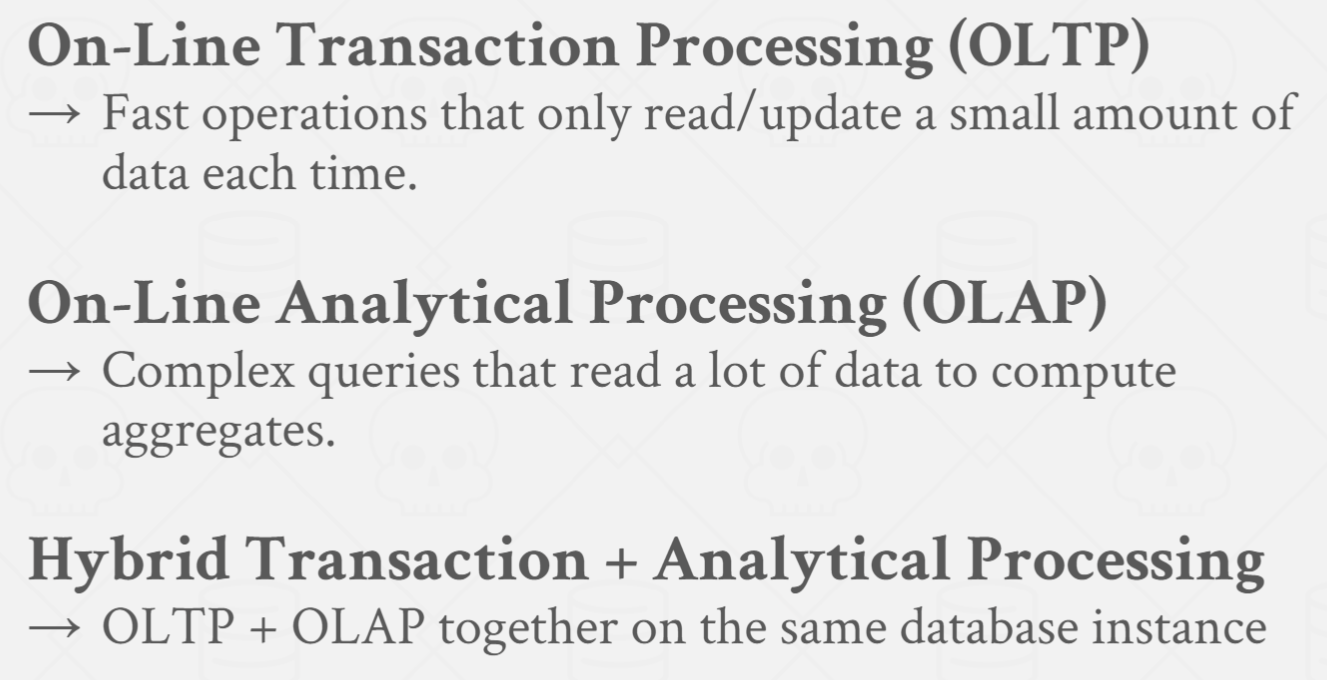 On-Line Transaction Processing (OLTP)
→ Fast operations that only read/update a small amount of
data each time.
On-Line Analytical Processing (OLAP)
→ Complex queries that read a lot of data to compute
aggregates.
Hybrid Transaction + Analytical Processing
→ OLTP + OLAP together on the same database instance